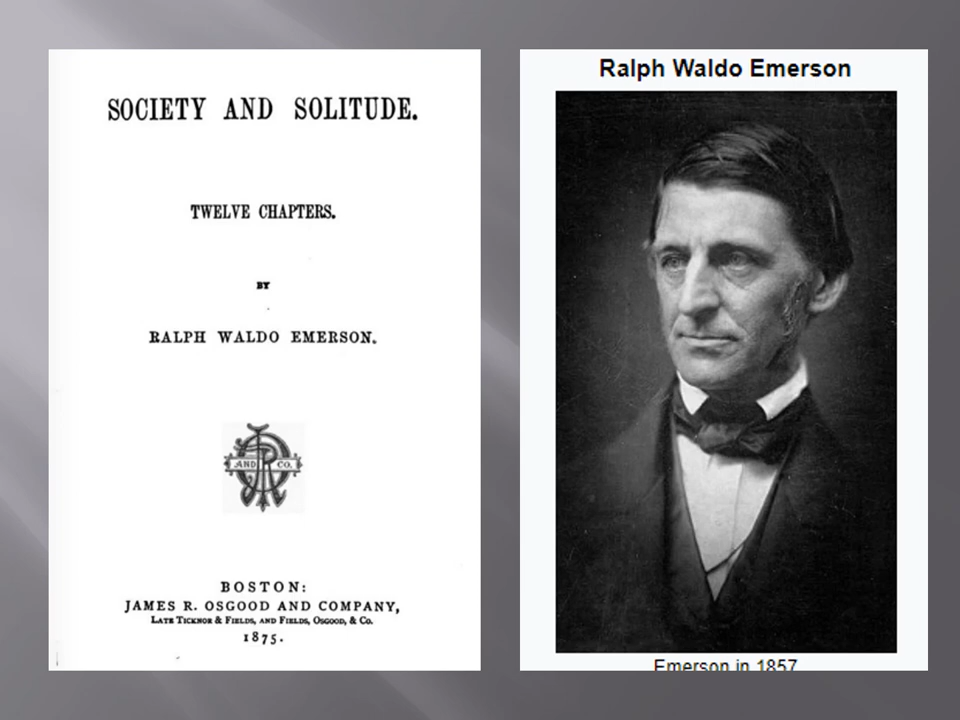 SOCIETY AND SOLITUDE.
TWELVE CHAPTERS.
BY
RALPH WALDO EMERSON.
AND CO.
BOSTON:
JAMES R. OSGOOD AND COMPANY,
LATE TICKNOR & FIELDS, AND FIELDS, OSGOOD, & CO.
1875.
Ralph Waldo Emerson
Emerson in 1857